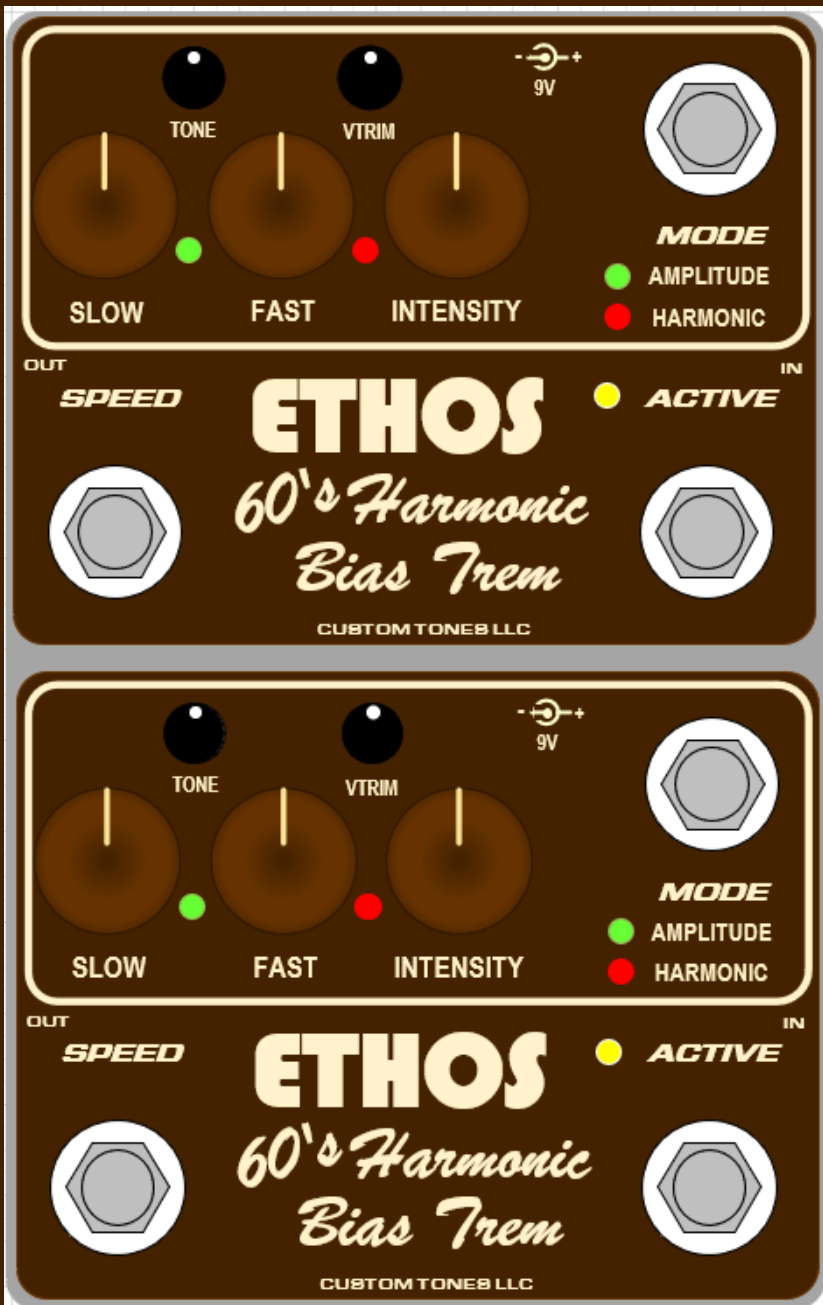 - +
9V
TONE
VTRIM
SLOW
FAST
INTENSITY
MODE
AMPLITUDE
HARMONIC
OUT
IN
SPEED
ETHOS
ACTIVE
60's Harmonic
Bias Trem
CUSTOM TONES LLC
- +
9V
TONE
VTRIM
SLOW
FAST
INTENSITY
MODE
AMPLITUDE
HARMONIC
OUT
IN
SPEED
ETHOS
ACTIVE
60's Harmonic
Bias Trem
CUSTOM TONES LLC